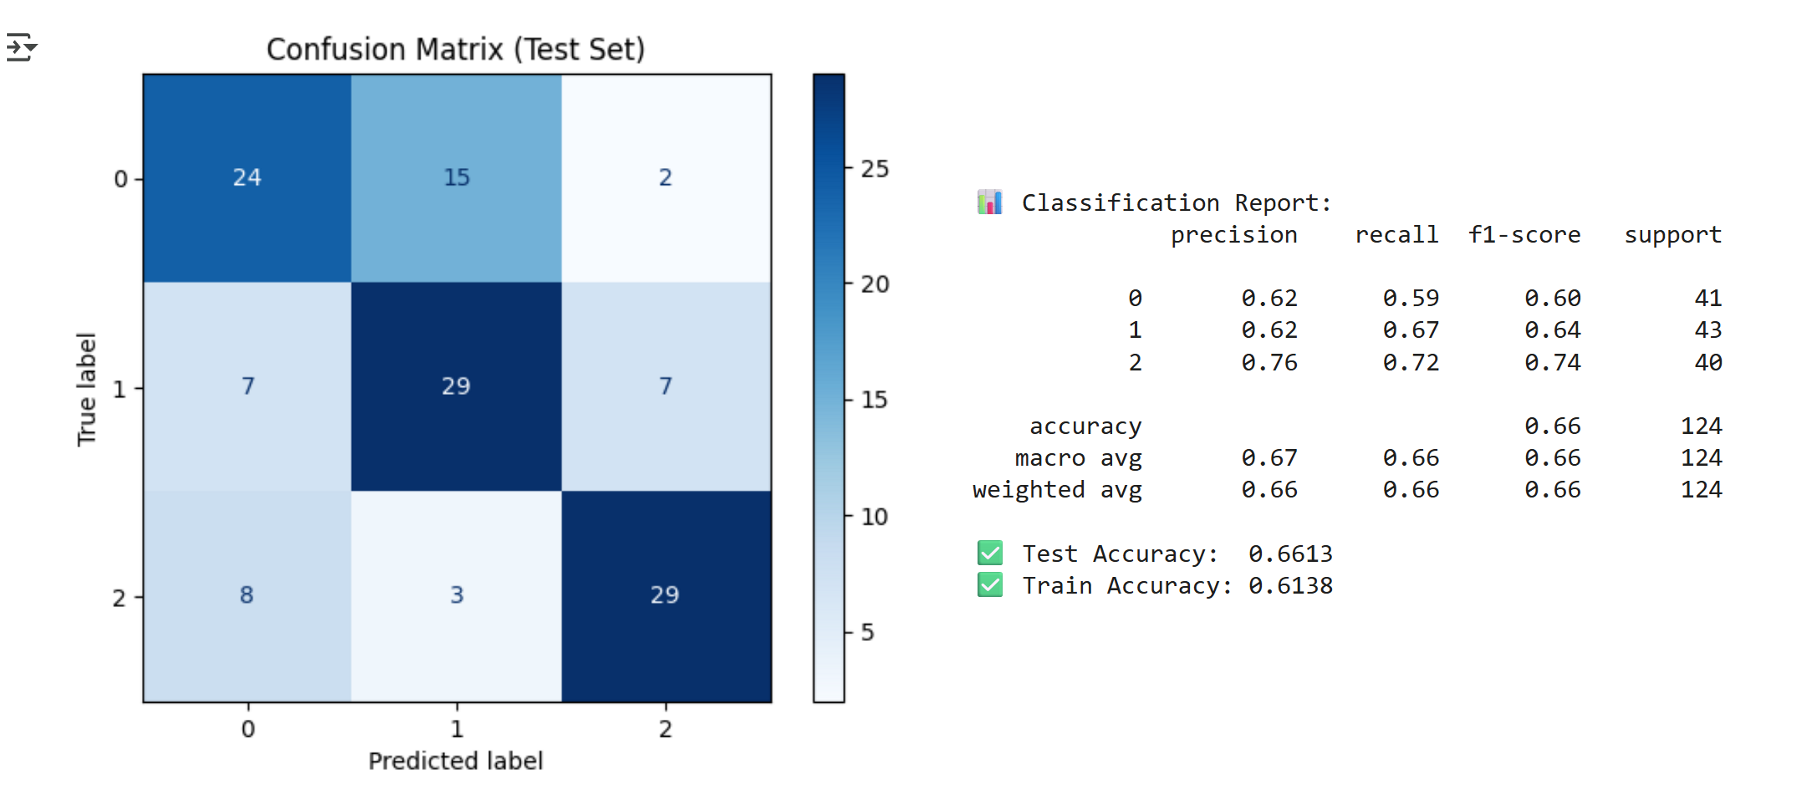 Confusion Matrix (Test Set)
True label
0
1
2
24 15 2
7 29 7
8 3 29
0 1 2
Predicted label
25
20
15
10
5
📊 Classification Report:
precision recall f1-score support
0 0.62 0.59 0.60 41
1 0.62 0.67 0.64 43
2 0.76 0.72 0.74 40
accuracy 0.66 124
macro avg 0.67 0.66 0.66 124
weighted avg 0.66 0.66 0.66 124
✅ Test Accuracy: 0.6613
✅ Train Accuracy: 0.6138